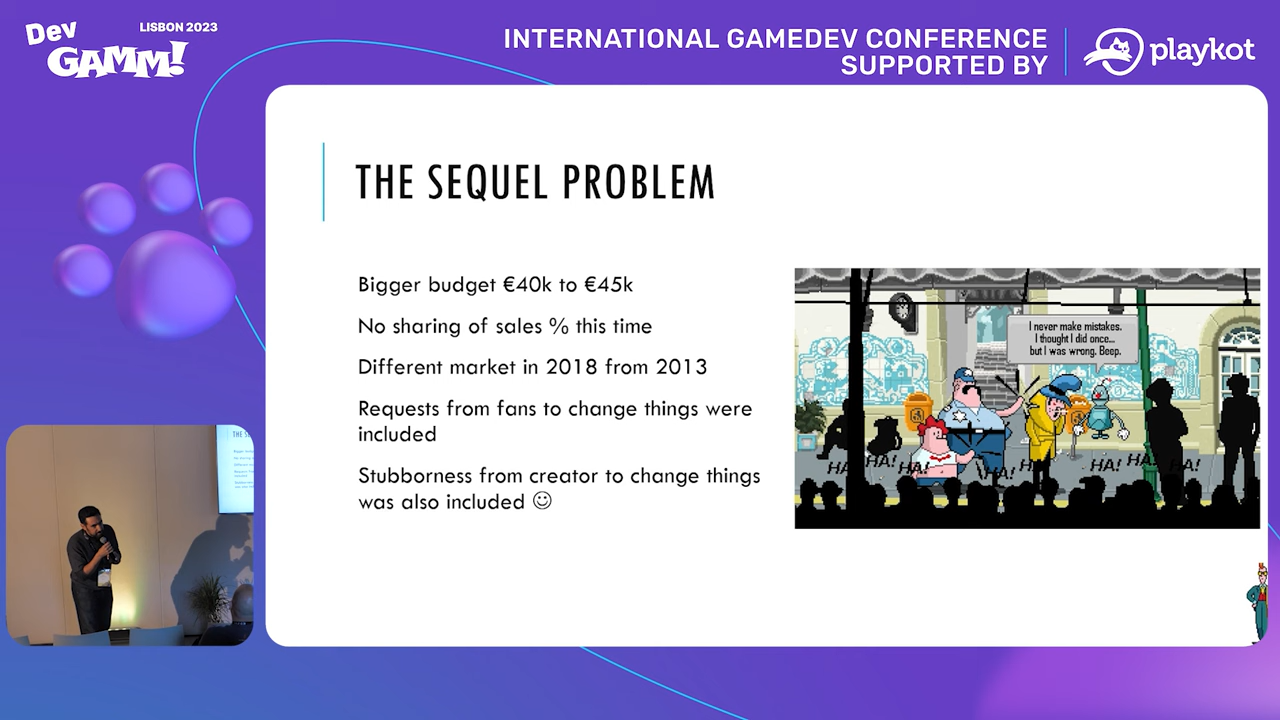 Dev
GAMM!
LISBON 2023
INTERNATIONAL GAMEDEV CONFERENCE
SUPPORTED BY
playkot
THE SEQUEL PROBLEM
Bigger budget €40k to €45k
No sharing of sales % this time
Different market in 2018 from 2013
Requests from fans to change things were
included
Stubborness from creator to change things
was also included ☺
I never make mistakes.
I thought I did once...
but I was wrong. Beep.
HA! HA! HA! HA! HA! HA! HA! HA!